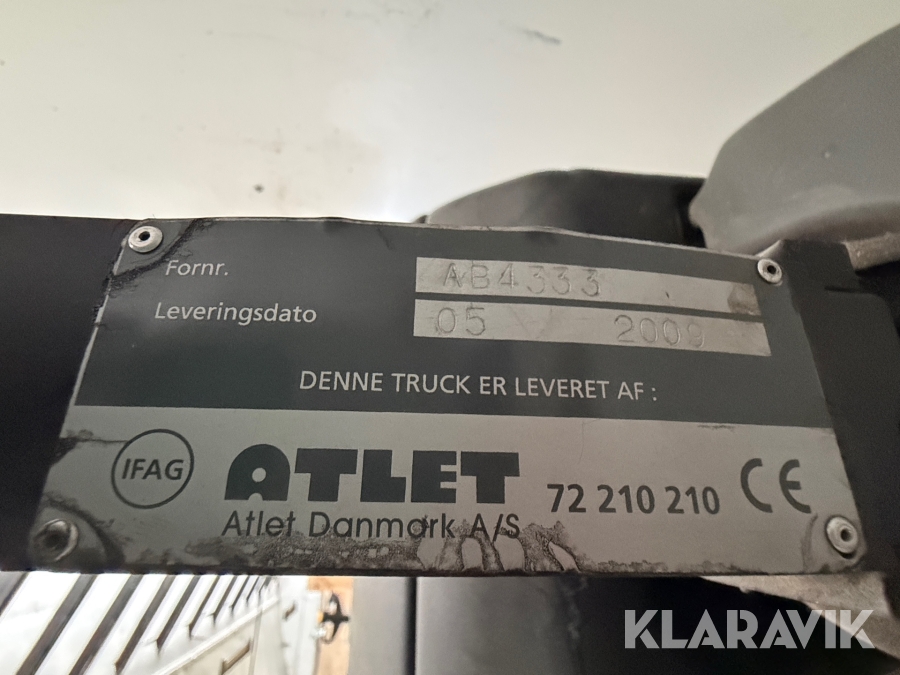 Fornr. AB4333
Leveringsdato 05 2009
DENNE TRUCK ER LEVERET AF :
IFAG ATLET 72 210 210 CE
Atlet Danmark A/S
KLARAVIK